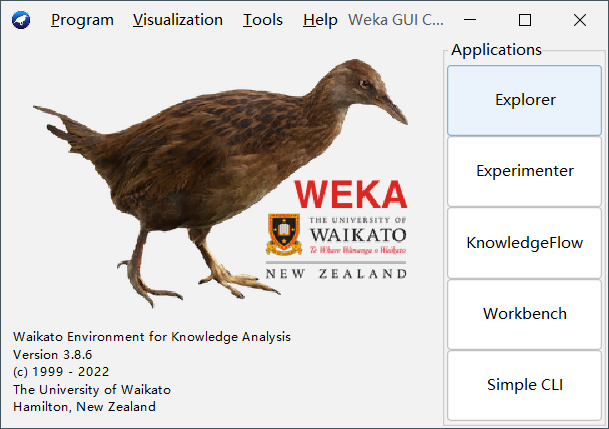 Program Visualization Tools Help Weka GUI C...
Applications
Explorer
Experimenter
KnowledgeFlow
Workbench
Simple CLI
WEKA
THE UNIVERSITY OF
WAIKATO
Te Whare Wānanga o Waikato
NEW ZEALAND
Waikato Environment for Knowledge Analysis
Version 3.8.6
(c) 1999 - 2022
The University of Waikato
Hamilton, New Zealand